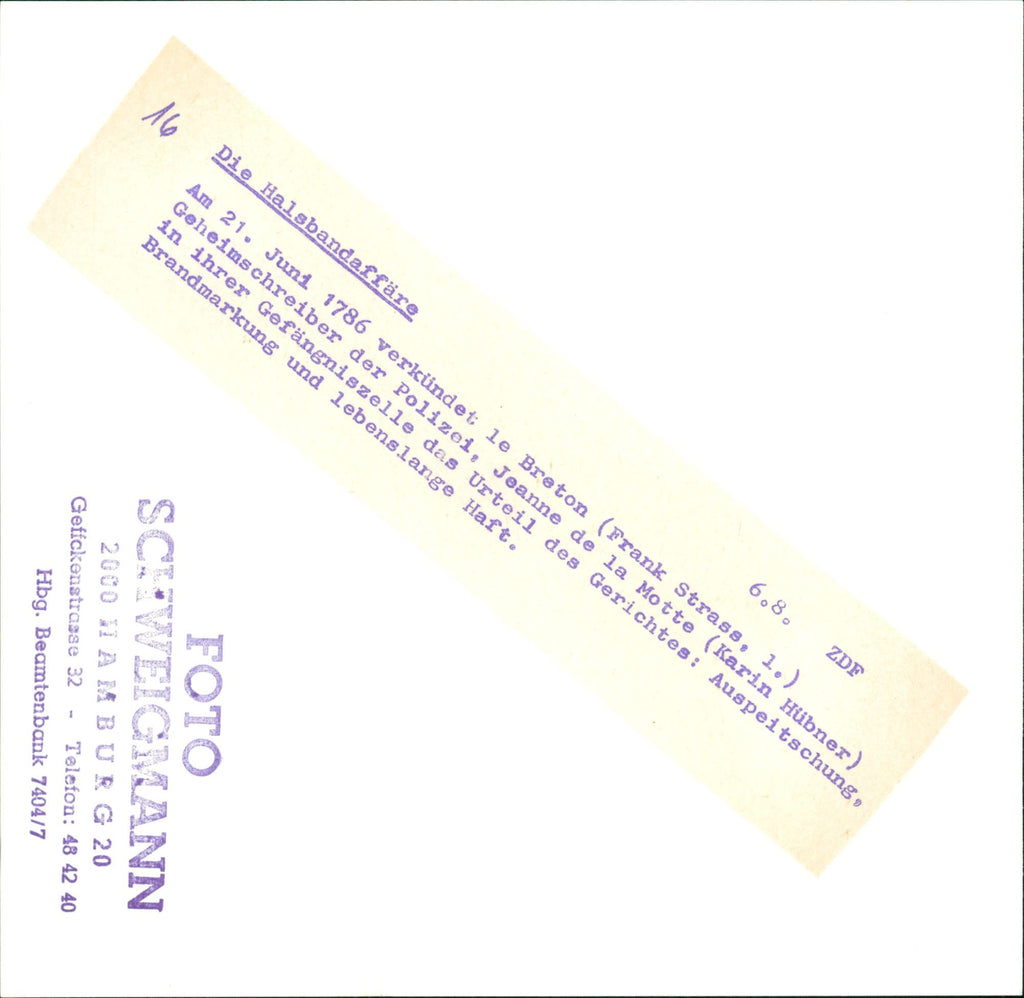 16
6.8. ZDF
Die Halsbandaffäre
Am 21. Juni 1786 verkündet le Breton (Frank Strass, l.)
Geheimschreiber der Polizei, Jeanne de la Motte (Karin Hübner)
in ihrer Gefängniszelle das Urteil des Gerichtes: Auspeitschung,
Brandmarkung und lebenslange Haft.
FOTO
SCHWEIGMANN
2000 HAMBURG 20
Geffckenstrasse 32 - Telefon: 48 42 40
Hbg. Beamtenbank 7404/7